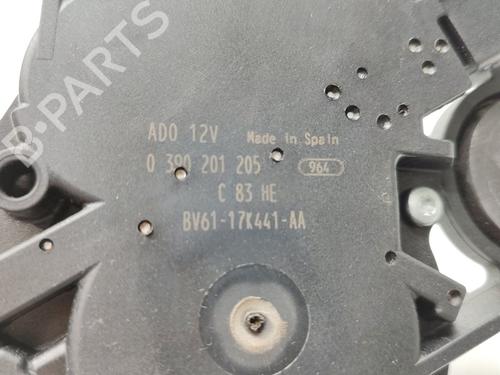 B-PARTS
ADO 12V Made in Spain
0 390 201 205 964
C 83 HE
BV61-17K441-AA